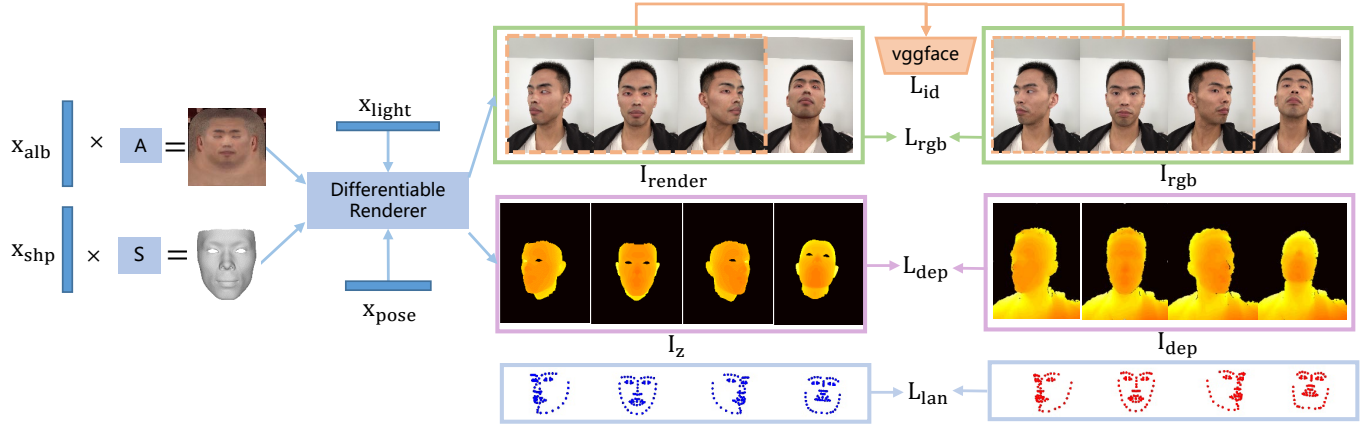 x_alb × A =
x_shp × S =
x_light
Differentiable
Renderer
x_pose
vggface
L_id
L_rgb
I_render
I_rgb
L_dep
I_z
I_dep
L_lan